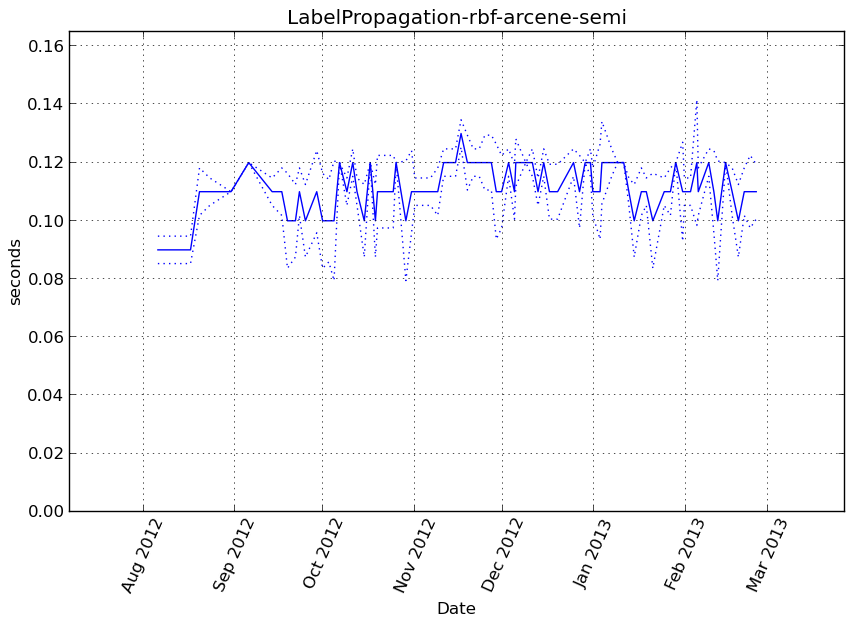 LabelPropagation-rbf-arcene-semi
0.16
0.14
0.12
0.10
0.08
0.06
0.04
0.02
0.00
seconds
Aug 2012
Sep 2012
Oct 2012
Nov 2012
Dec 2012
Jan 2013
Feb 2013
Mar 2013
Date